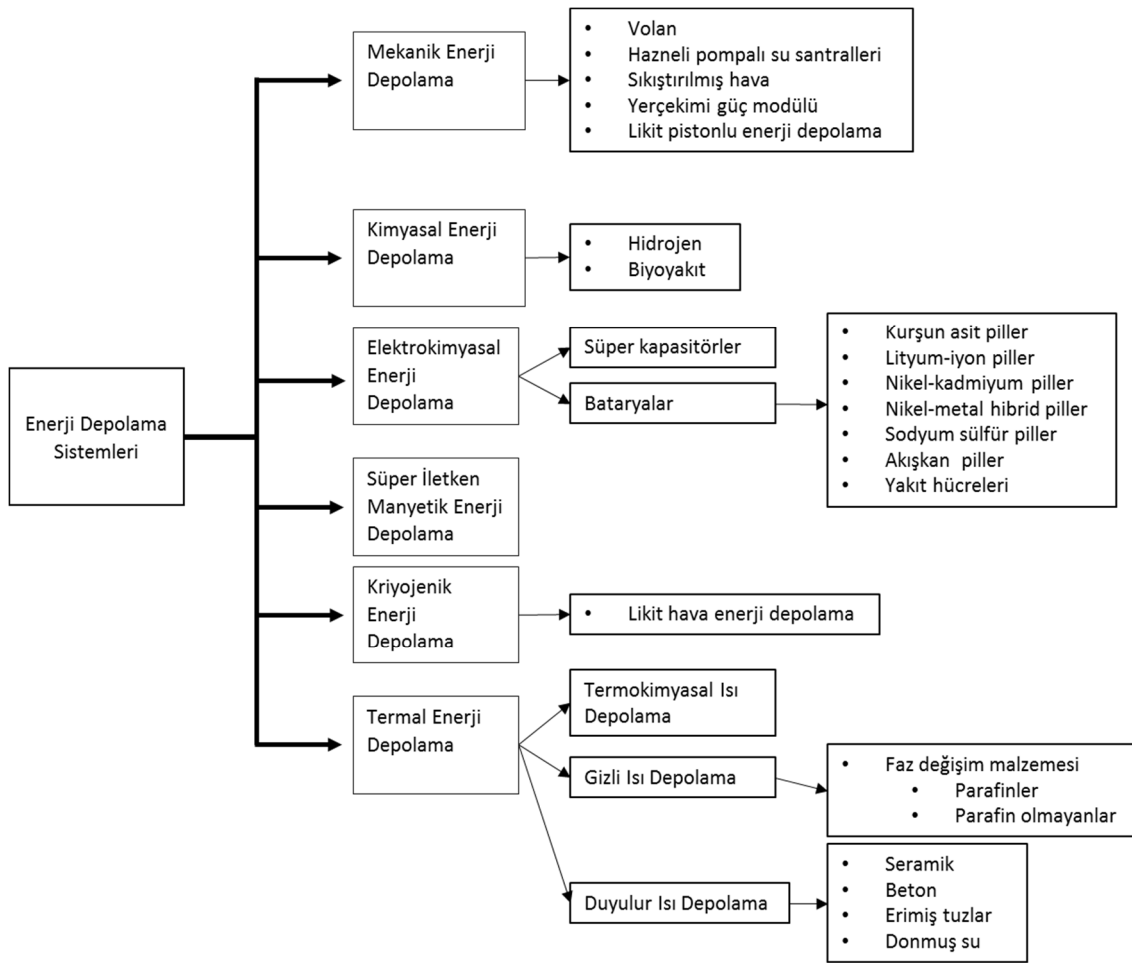 Enerji Depolama
Sistemleri
Mekanik Enerji
Depolama
• Volan
• Hazneli pompalı su santralleri
• Sıkıştırılmış hava
• Yerçekimi güç modülü
• Likit pistonlu enerji depolama
Kimyasal Enerji
Depolama
• Hidrojen
• Biyoyakıt
Elektrokimyasal
Enerji
Depolama
Süper kapasitörler
Bataryalar
• Kurşun asit piller
• Lityum-iyon piller
• Nikel-kadmiyum piller
• Nikel-metal hibrid piller
• Sodyum sülfür piller
• Akışkan piller
• Yakıt hücreleri
Süper İletken
Manyetik Enerji
Depolama
Kriyojenik
Enerji
Depolama
• Likit hava enerji depolama
Termal Enerji
Depolama
Termokimyasal Isı
Depolama
Gizli Isı Depolama
• Faz değişim malzemesi
• Parafinler
• Parafin olmayanlar
Duyulur Isı Depolama
• Seramik
• Beton
• Erimiş tuzlar
• Donmuş su